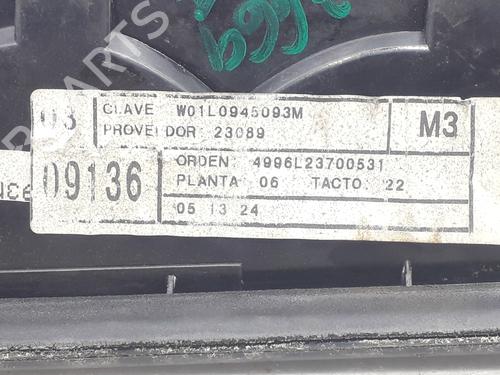 03 CLAVE W01L0945093M M3
PROVEEDOR: 23089
09136 ORDEN: 4996L23700531
PLANTA 06 TACTO: 22
05 13 24